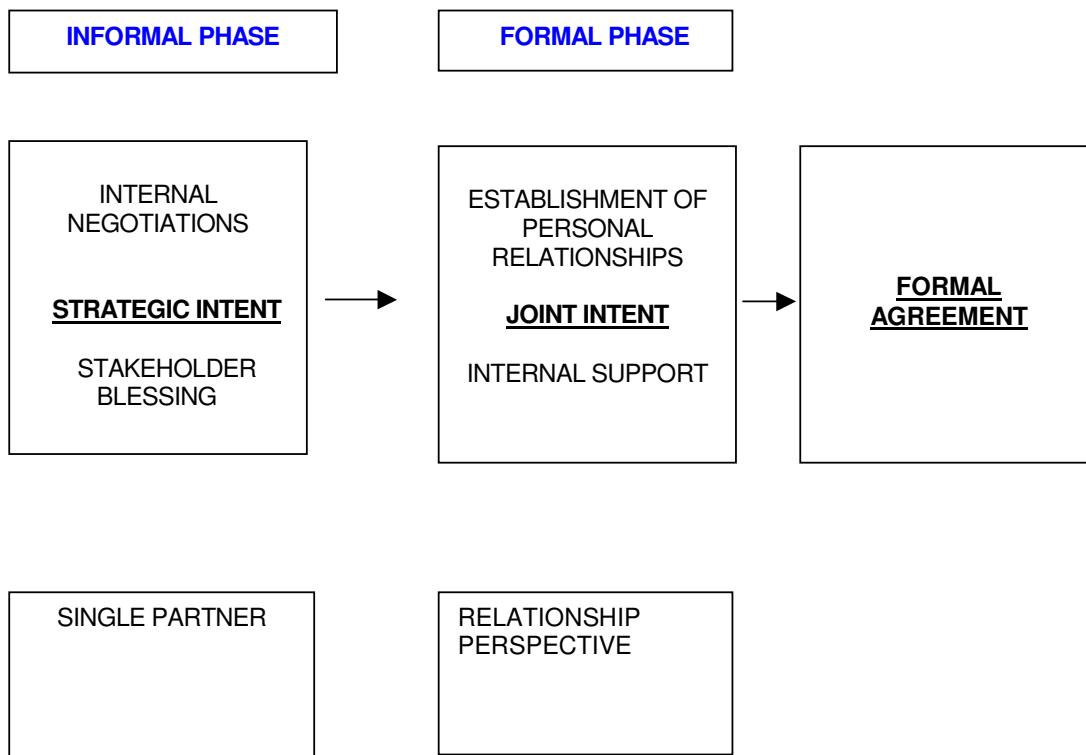 INFORMAL PHASE
FORMAL PHASE
INTERNAL
NEGOTIATIONS
STRATEGIC INTENT
STAKEHOLDER
BLESSING
ESTABLISHMENT OF
PERSONAL
RELATIONSHIPS
JOINT INTENT
INTERNAL SUPPORT
FORMAL
AGREEMENT
SINGLE PARTNER
RELATIONSHIP
PERSPECTIVE